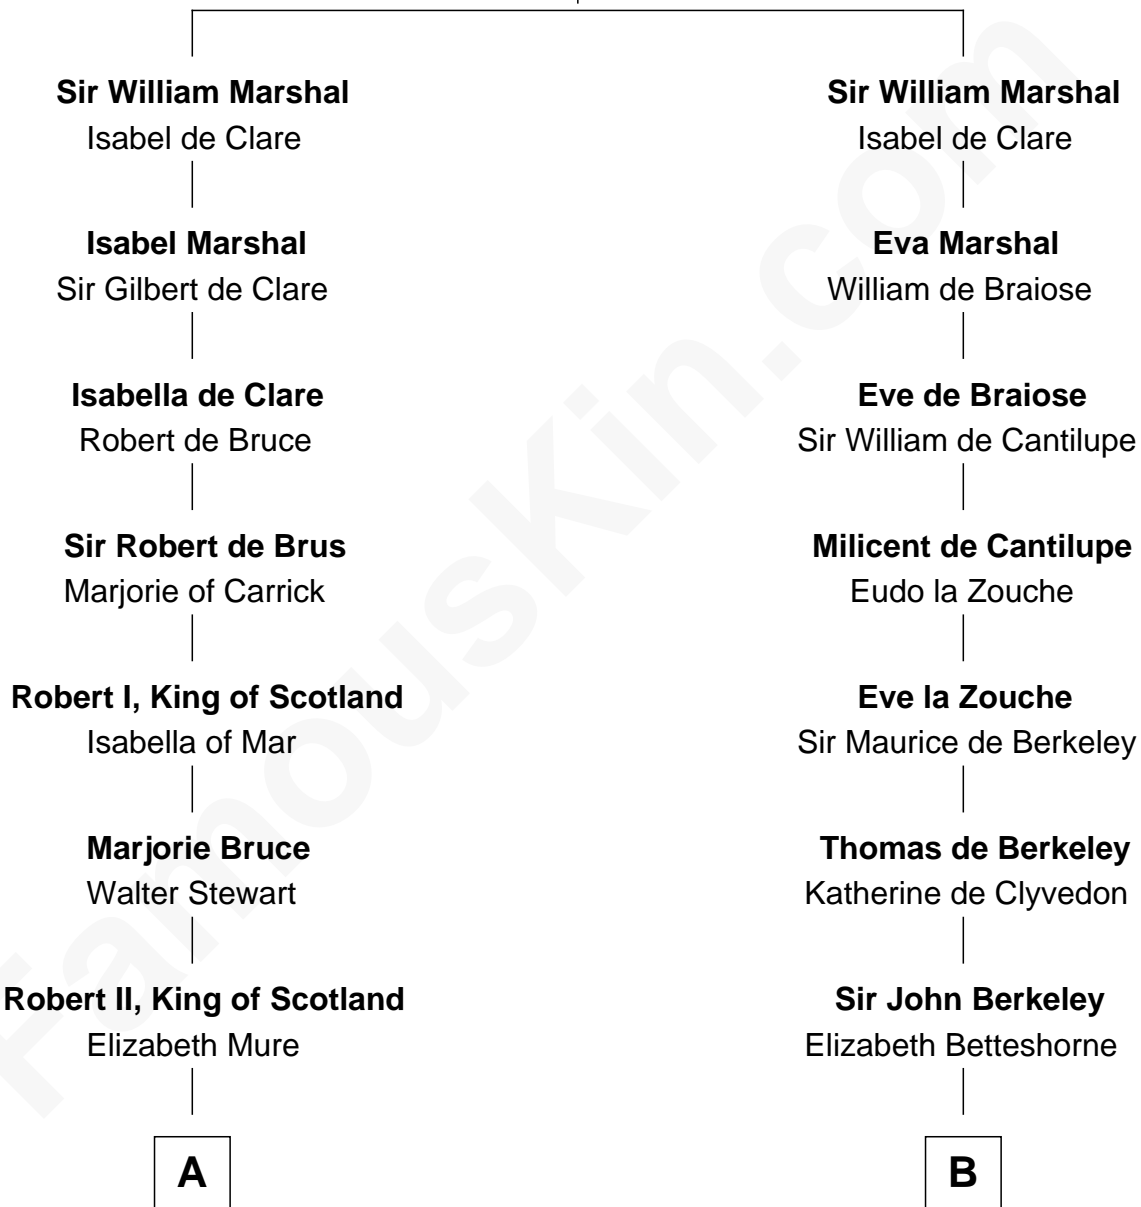 Sir William Marshal
Isabel de Clare
Isabel Marshal
Sir Gilbert de Clare
Isabella de Clare
Robert de Bruce
Sir Robert de Brus
Marjorie of Carrick
Robert I, King of Scotland
Isabella of Mar
Marjorie Bruce
Walter Stewart
Robert II, King of Scotland
Elizabeth Mure
A
Sir William Marshal
Isabel de Clare
Eva Marshal
William de Braiose
Eve de Braiose
Sir William de Cantilupe
Milicent de Cantilupe
Eudo la Zouche
Eve la Zouche
Sir Maurice de Berkeley
Thomas de Berkeley
Katherine de Clyvedon
Sir John Berkeley
Elizabeth Betteshorne
B
FamousKin.com